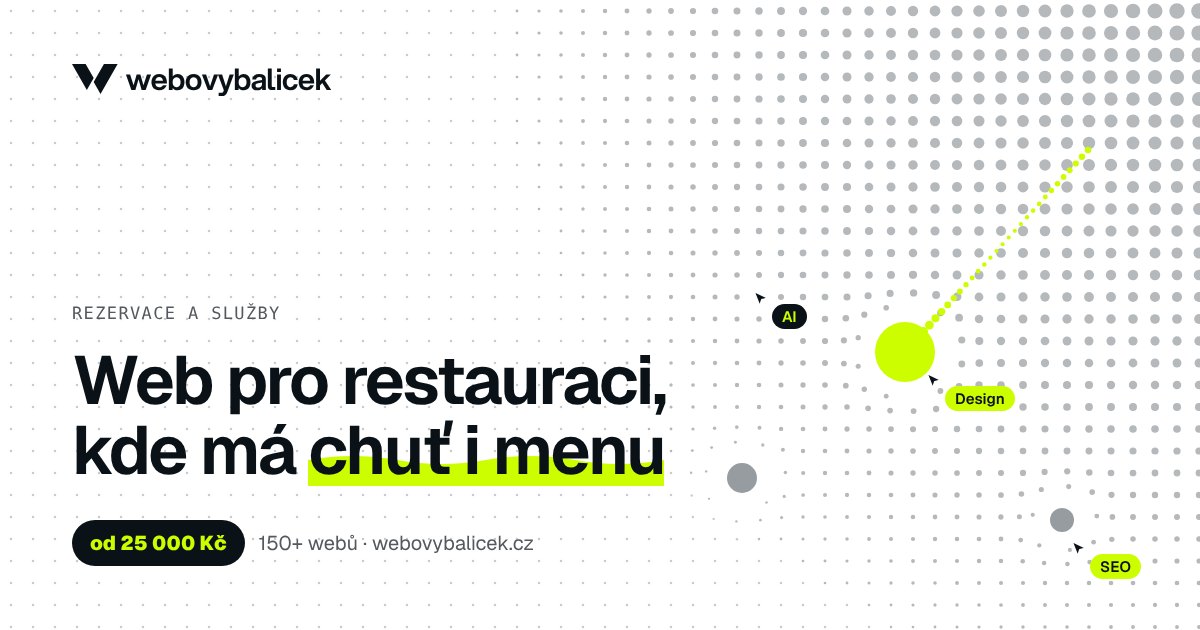 webovybalicek
REZERVACE A SLUŽBY
Web pro restauraci,
kde má chuť i menu
od 25 000 Kč
150+ webů · webovybalicek.cz
AI
Design
SEO